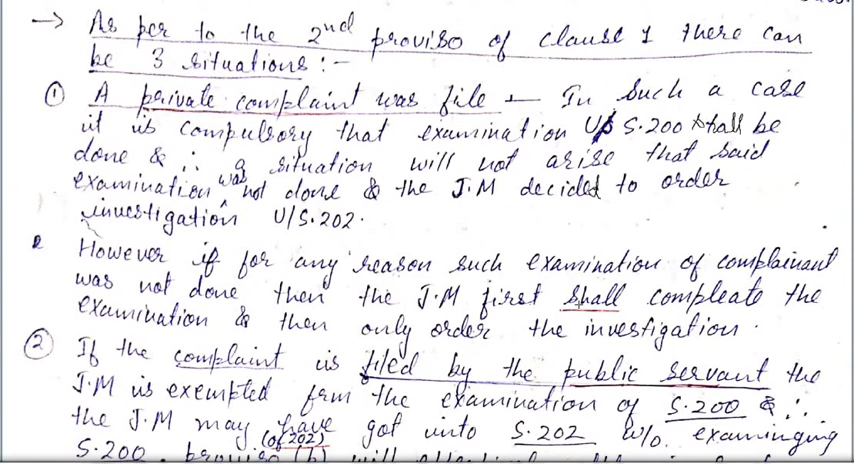 → As per to the 2nd proviso of clause 1 there can
be 3 situations :-
① A private complaint was file — In such a case
it is compulsory that examination U/S S.200 shall be
done & ∴ a situation will not arise that said
examination was not done & the J.M decided to order
investigation U/S.202.
However if for any reason such examination of complainant
was not done then the J.M first shall compleate the
examination & then only order the investigation.
② If the complaint is filed by the public servant the
J.M is exempted from the examination of S.200 & ∴
the J.M may have got unto S.202 w/o. examinging
S.200. (of 202)